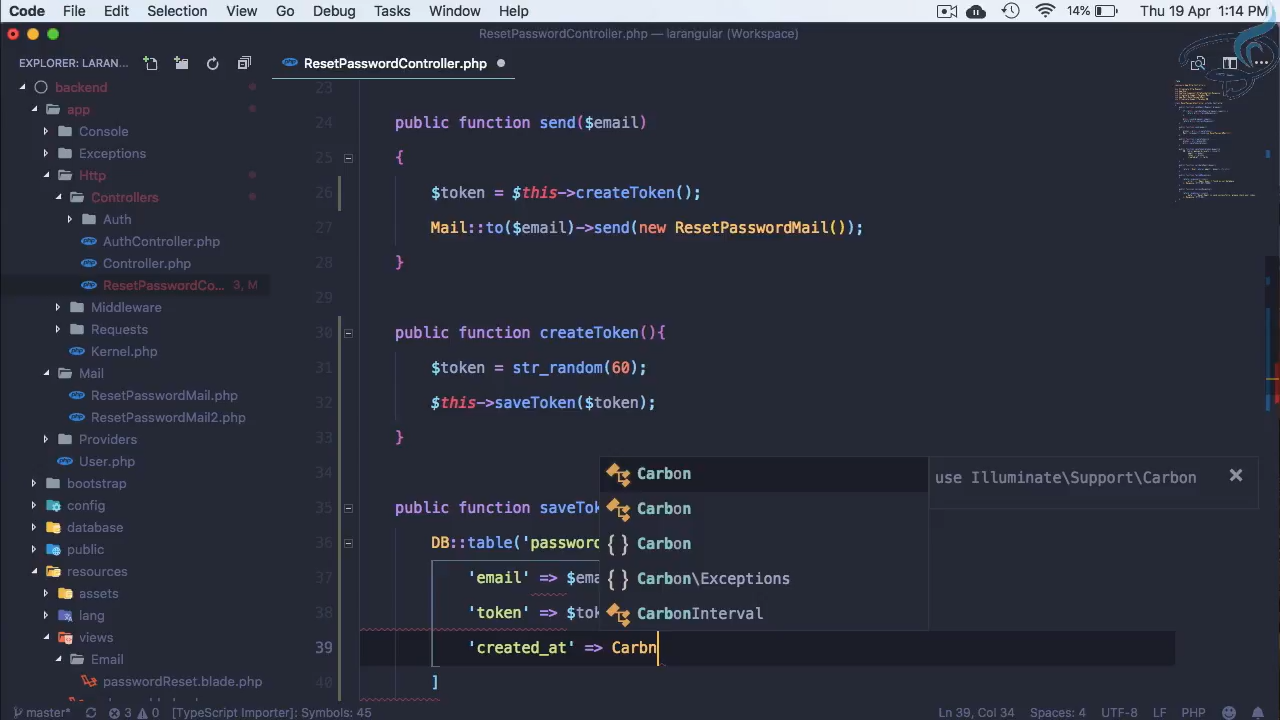 Code File Edit Selection View Go Debug Tasks Window Help 14% Thu 19 Apr 1:14 PM
ResetPasswordController.php — larangular (Workspace)
EXPLORER: LARAN...
ResetPasswordController.php
backend
app
Console
Exceptions
Http
Controllers
Auth
AuthController.php
Controller.php
ResetPasswordCo... 3, M
Middleware
Requests
Kernel.php
Mail
ResetPasswordMail.php
ResetPasswordMail2.php
Providers
User.php
bootstrap
config
database
public
resources
assets
lang
views
Email
passwordReset.blade.php
23
24 public function send($email)
25 {
26 $token = $this->createToken();
27 Mail::to($email)->send(new ResetPasswordMail());
28 }
29
30 public function createToken(){
31 $token = str_random(60);
32 $this->saveToken($token);
33 }
34
35 public function saveTok
36 DB::table('password
37 'email' => $ema
38 'token' => $tok
39 'created_at' => Carbn
40 ]
Carbon use Illuminate\Support\Carbon
Carbon
Carbon
Carbon\Exceptions
CarbonInterval
master* 3 0 [TypeScript Importer]: Symbols: 45 Ln 39, Col 34 Spaces: 4 UTF-8 LF PHP